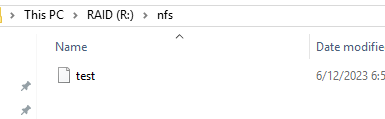 This PC > RAID (R:) > nfs
Name Date modifie
test 6/12/2023 6:5